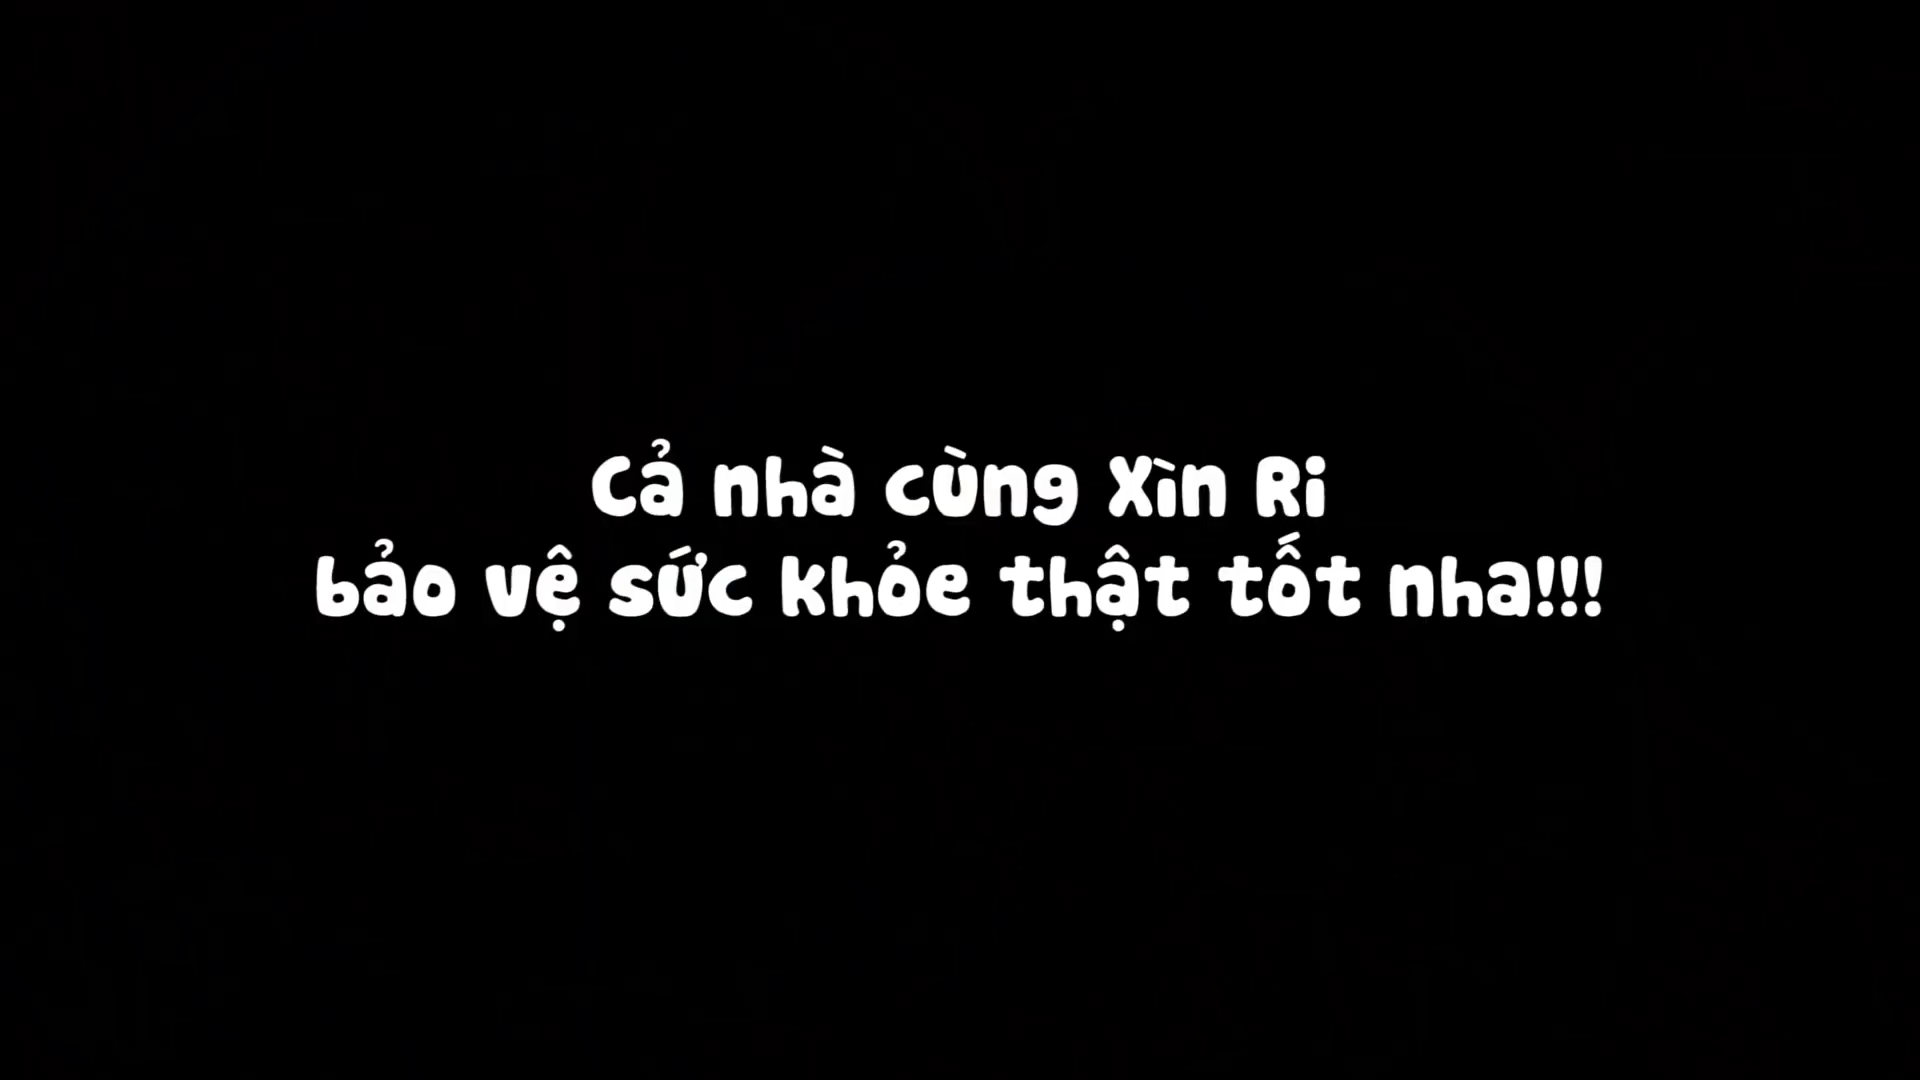 Cả nhà cùng Xìn Ri
bảo vệ sức khỏe thật tốt nha!!!